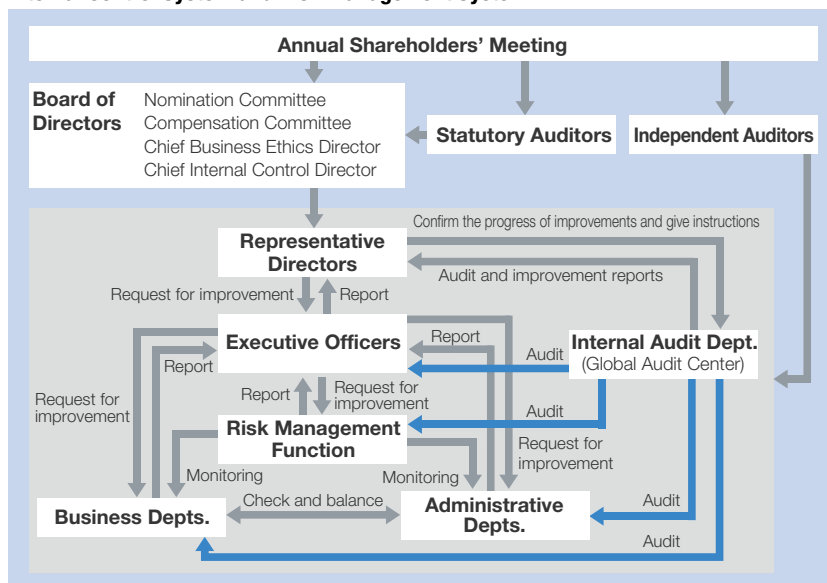 Annual Shareholders' Meeting
Board of
Directors
Nomination Committee
Compensation Committee
Chief Business Ethics Director
Chief Internal Control Director
Statutory Auditors
Independent Auditors
Confirm the progress of improvements and give instructions
Representative
Directors
Audit and improvement reports
Request for improvement
Report
Executive Officers
Report
Internal Audit Dept.
(Global Audit Center)
Audit
Report
Request for
improvement
Report
Request for
improvement
Audit
Risk Management
Function
Request for
improvement
Monitoring
Monitoring
Check and balance
Business Depts.
Administrative
Depts.
Audit
Audit